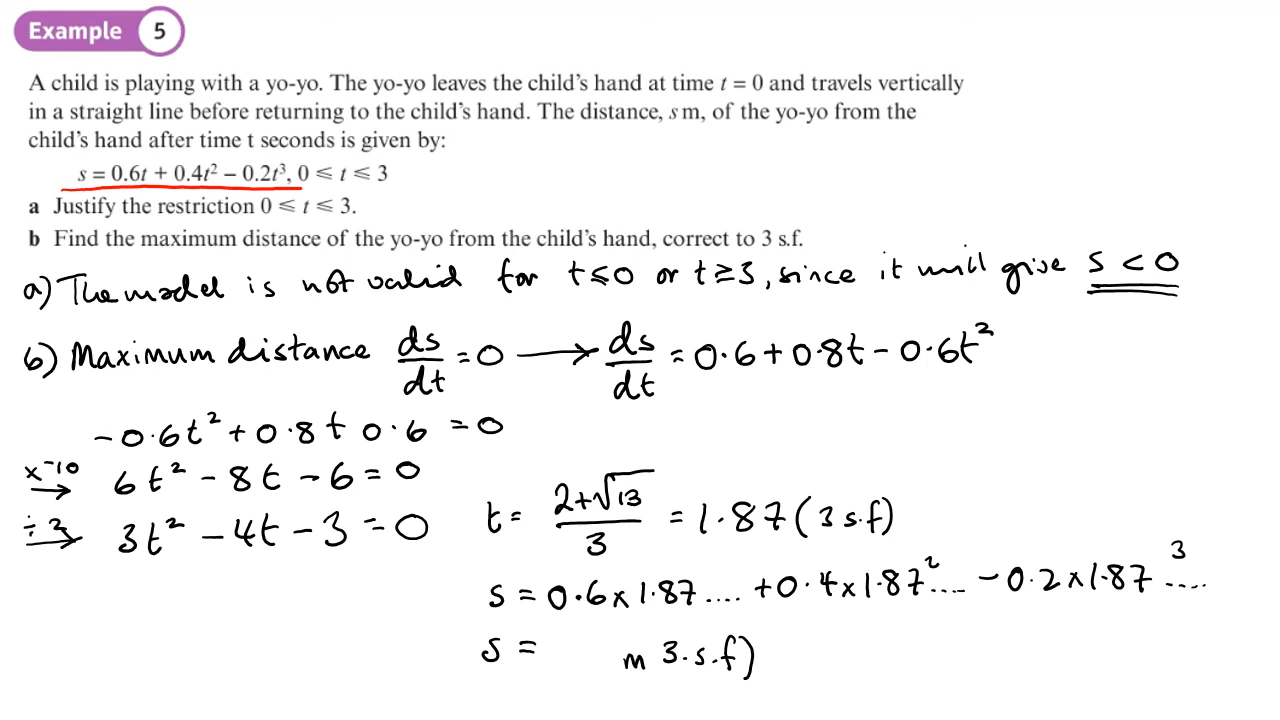 Example 5
A child is playing with a yo-yo. The yo-yo leaves the child's hand at time t = 0 and travels vertically
in a straight line before returning to the child's hand. The distance, s m, of the yo-yo from the
child's hand after time t seconds is given by:
s = 0.6t + 0.4t² − 0.2t³, 0 ⩽ t ⩽ 3
a Justify the restriction 0 ⩽ t ⩽ 3.
b Find the maximum distance of the yo-yo from the child's hand, correct to 3 s.f.
a) The model is not valid for t≤0 or t≥3, since it will give s < 0
b) Maximum distance ds/dt = 0 → ds/dt = 0.6 + 0.8t − 0.6t²
−0.6t² + 0.8t 0.6 = 0
×−10 → 6t² − 8t − 6 = 0
÷2 → 3t² − 4t − 3 = 0
t = (2+√13)/3 = 1.87 (3 s.f)
s = 0.6 × 1.87 .... + 0.4 × 1.87² .... − 0.2 × 1.87³ ....
s = m 3.s.f)